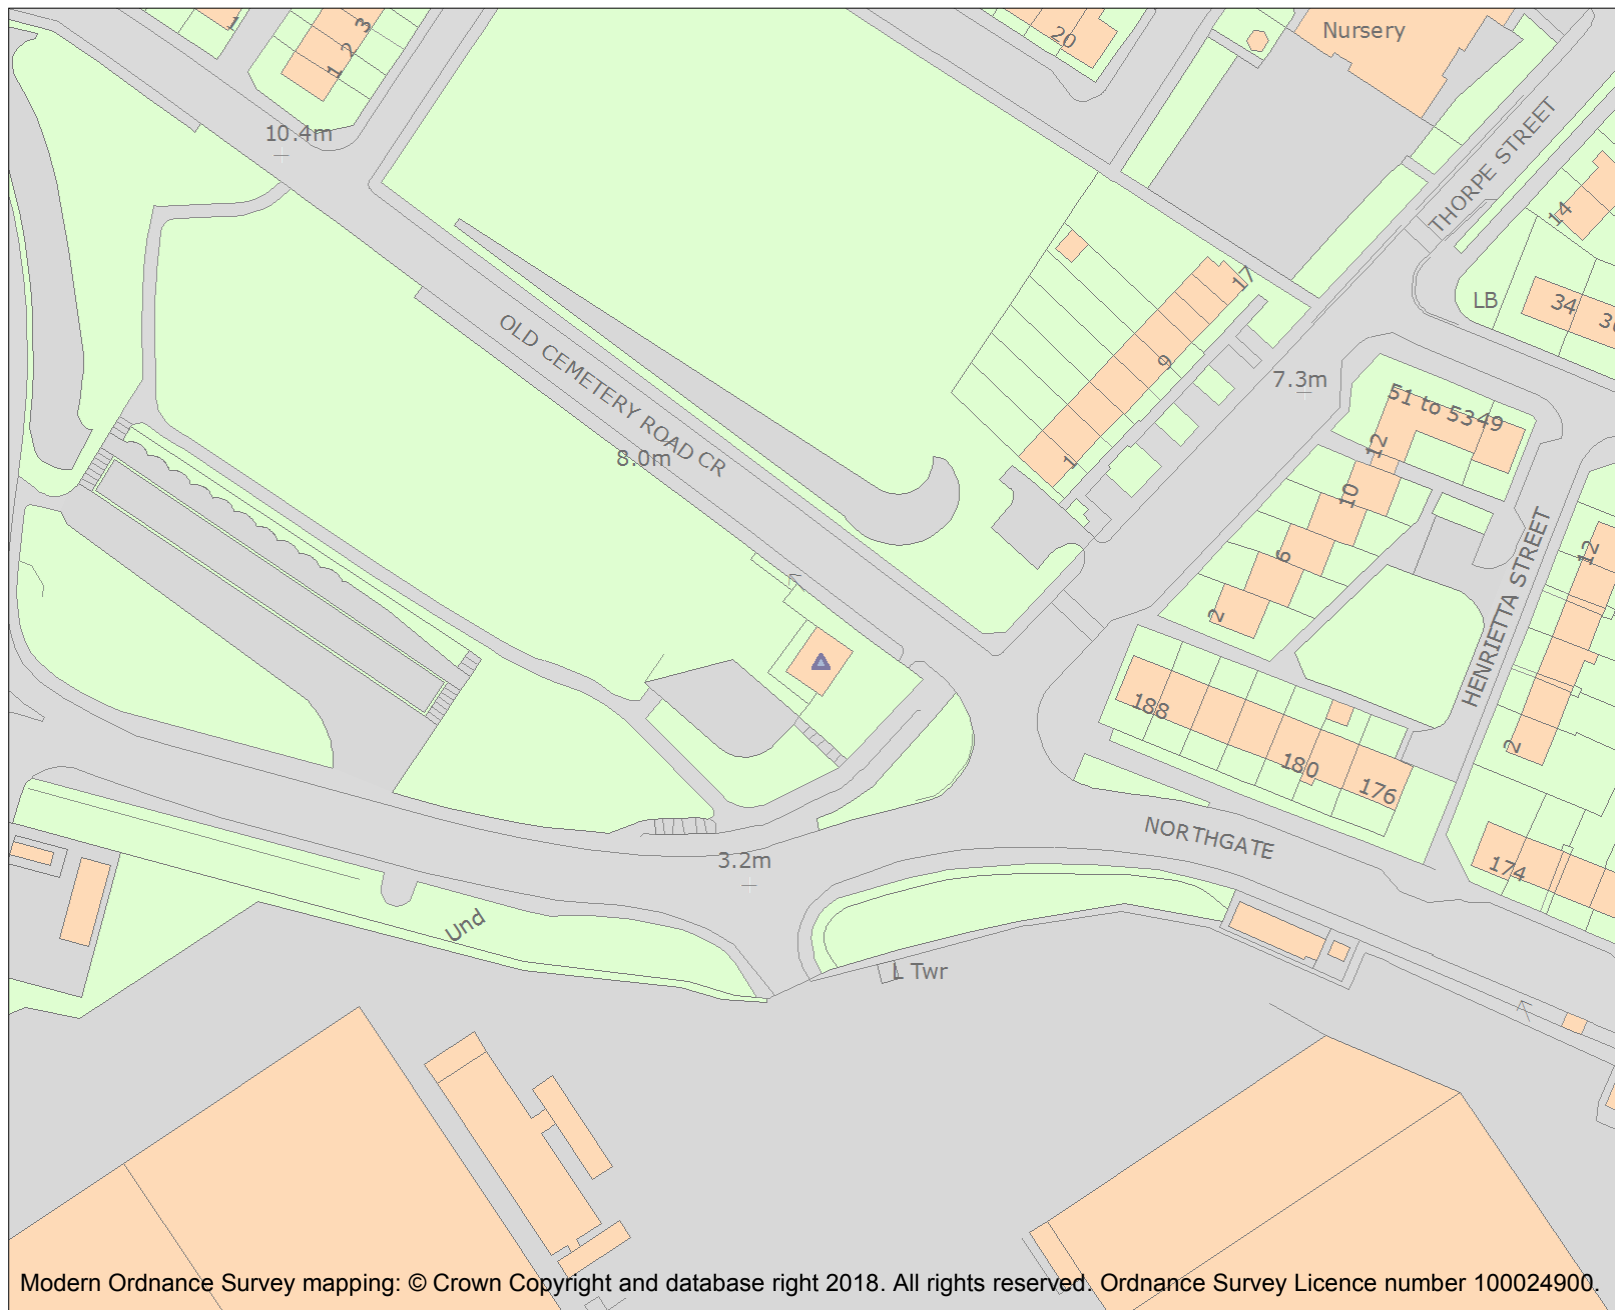 1
3
2
1
20
Nursery
10.4m
THORPE STREET
14
17
LB
34
OLD CEMETERY ROAD CR
9
7.3m
51 to 53
49
8.0m
1
12
10
12
6
HENRIETTA STREET
2
188
180
176
2
NORTHGATE
3.2m
174
Und
L Twr
Modern Ordnance Survey mapping: © Crown Copyright and database right 2018. All rights reserved. Ordnance Survey Licence number 100024900.